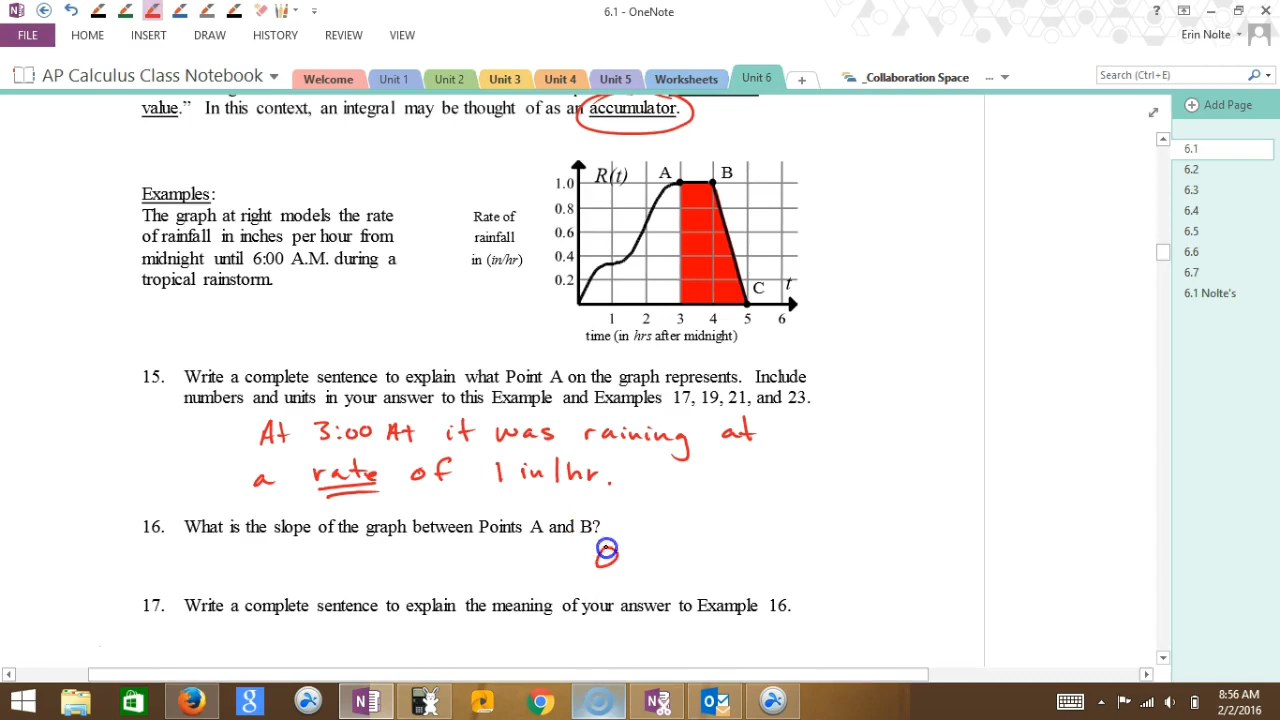 6.1 - OneNote
?
FILE HOME INSERT DRAW HISTORY REVIEW VIEW
Erin Nolte
AP Calculus Class Notebook
Welcome Unit 1 Unit 2 Unit 3 Unit 4 Unit 5 Worksheets Unit 6 + _Collaboration Space ...
Search (Ctrl+E)
Add Page
6.1
6.2
6.3
6.4
6.5
6.6
6.7
6.1 Nolte's
value." In this context, an integral may be thought of as an accumulator.
Examples:
The graph at right models the rate
of rainfall in inches per hour from
midnight until 6:00 A.M. during a
tropical rainstorm.
Rate of
rainfall
in (in/hr)
R(t) A B
1.0
0.8
0.6
0.4
0.2
C t
1 2 3 4 5 6
time (in hrs after midnight)
15. Write a complete sentence to explain what Point A on the graph represents. Include
numbers and units in your answer to this Example and Examples 17, 19, 21, and 23.
At 3:00 At it was raining at
a rate of 1 in/hr.
16. What is the slope of the graph between Points A and B?
0
17. Write a complete sentence to explain the meaning of your answer to Example 16.
8:56 AM
2/2/2016